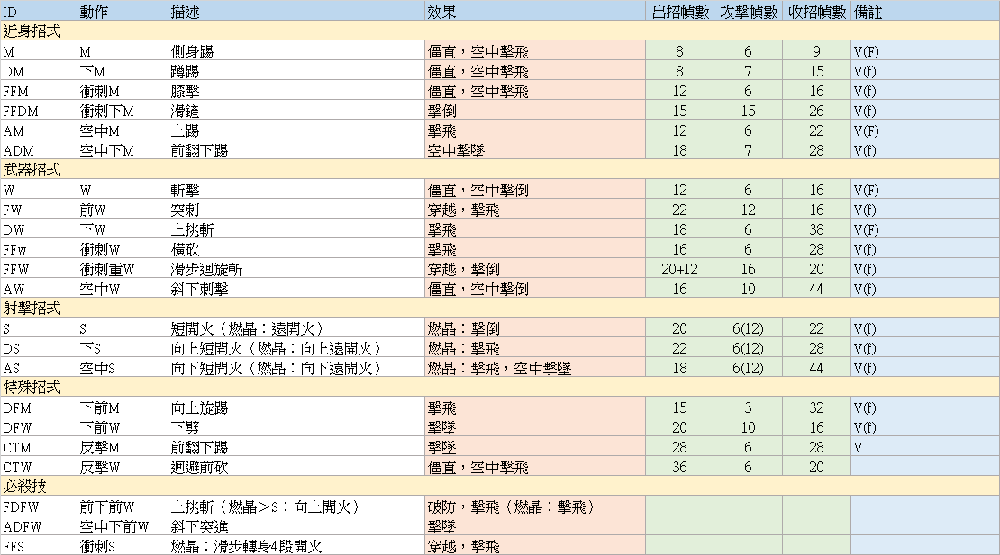 ID 動作 描述 效果 出招幀數 攻擊幀數 收招幀數 備註
近身招式
M M 側身踢 僵直，空中擊飛 8 6 9 V(F)
DM 下M 蹲踢 僵直，空中擊飛 8 7 15 V(f)
FFM 衝刺M 膝擊 僵直，空中擊飛 12 6 16 V(f)
FFDM 衝刺下M 滑鏟 擊倒 15 15 26 V(f)
AM 空中M 上踢 擊飛 12 6 22 V(F)
ADM 空中下M 前翻下踢 空中擊墜 18 7 28 V(f)
武器招式
W W 斬擊 僵直，空中擊倒 12 6 16 V(F)
FW 前W 突刺 穿越，擊飛 22 12 16 V(f)
DW 下W 上挑斬 擊飛 18 6 38 V(F)
FFw 衝刺W 橫砍 擊飛 16 6 28 V(f)
FFW 衝刺重W 滑步迴旋斬 穿越，擊倒 20+12 16 20 V(f)
AW 空中W 斜下刺擊 僵直，空中擊倒 16 10 44 V(f)
射擊招式
S S 短開火（燃晶：遠開火） 燃晶：擊倒 20 6(12) 22 V(f)
DS 下S 向上短開火（燃晶：向上遠開火） 燃晶：擊飛 22 6(12) 28 V(f)
AS 空中S 向下短開火（燃晶：向下遠開火） 燃晶：擊飛，空中擊墜 18 6(12) 44 V(f)
特殊招式
DFM 下前M 向上旋踢 擊飛 15 3 32 V(f)
DFW 下前W 下劈 擊墜 20 10 16 V(f)
CTM 反擊M 前翻下踢 擊墜 28 6 28 V
CTW 反擊W 迴避前砍 僵直，空中擊飛 36 6 20
必殺技
FDFW 前下前W 上挑斬（燃晶＞S：向上開火） 破防，擊飛（燃晶：擊飛）
ADFW 空中下前W 斜下突進 擊墜
FFS 衝刺S 燃晶：滑步轉身4段開火 穿越，擊飛